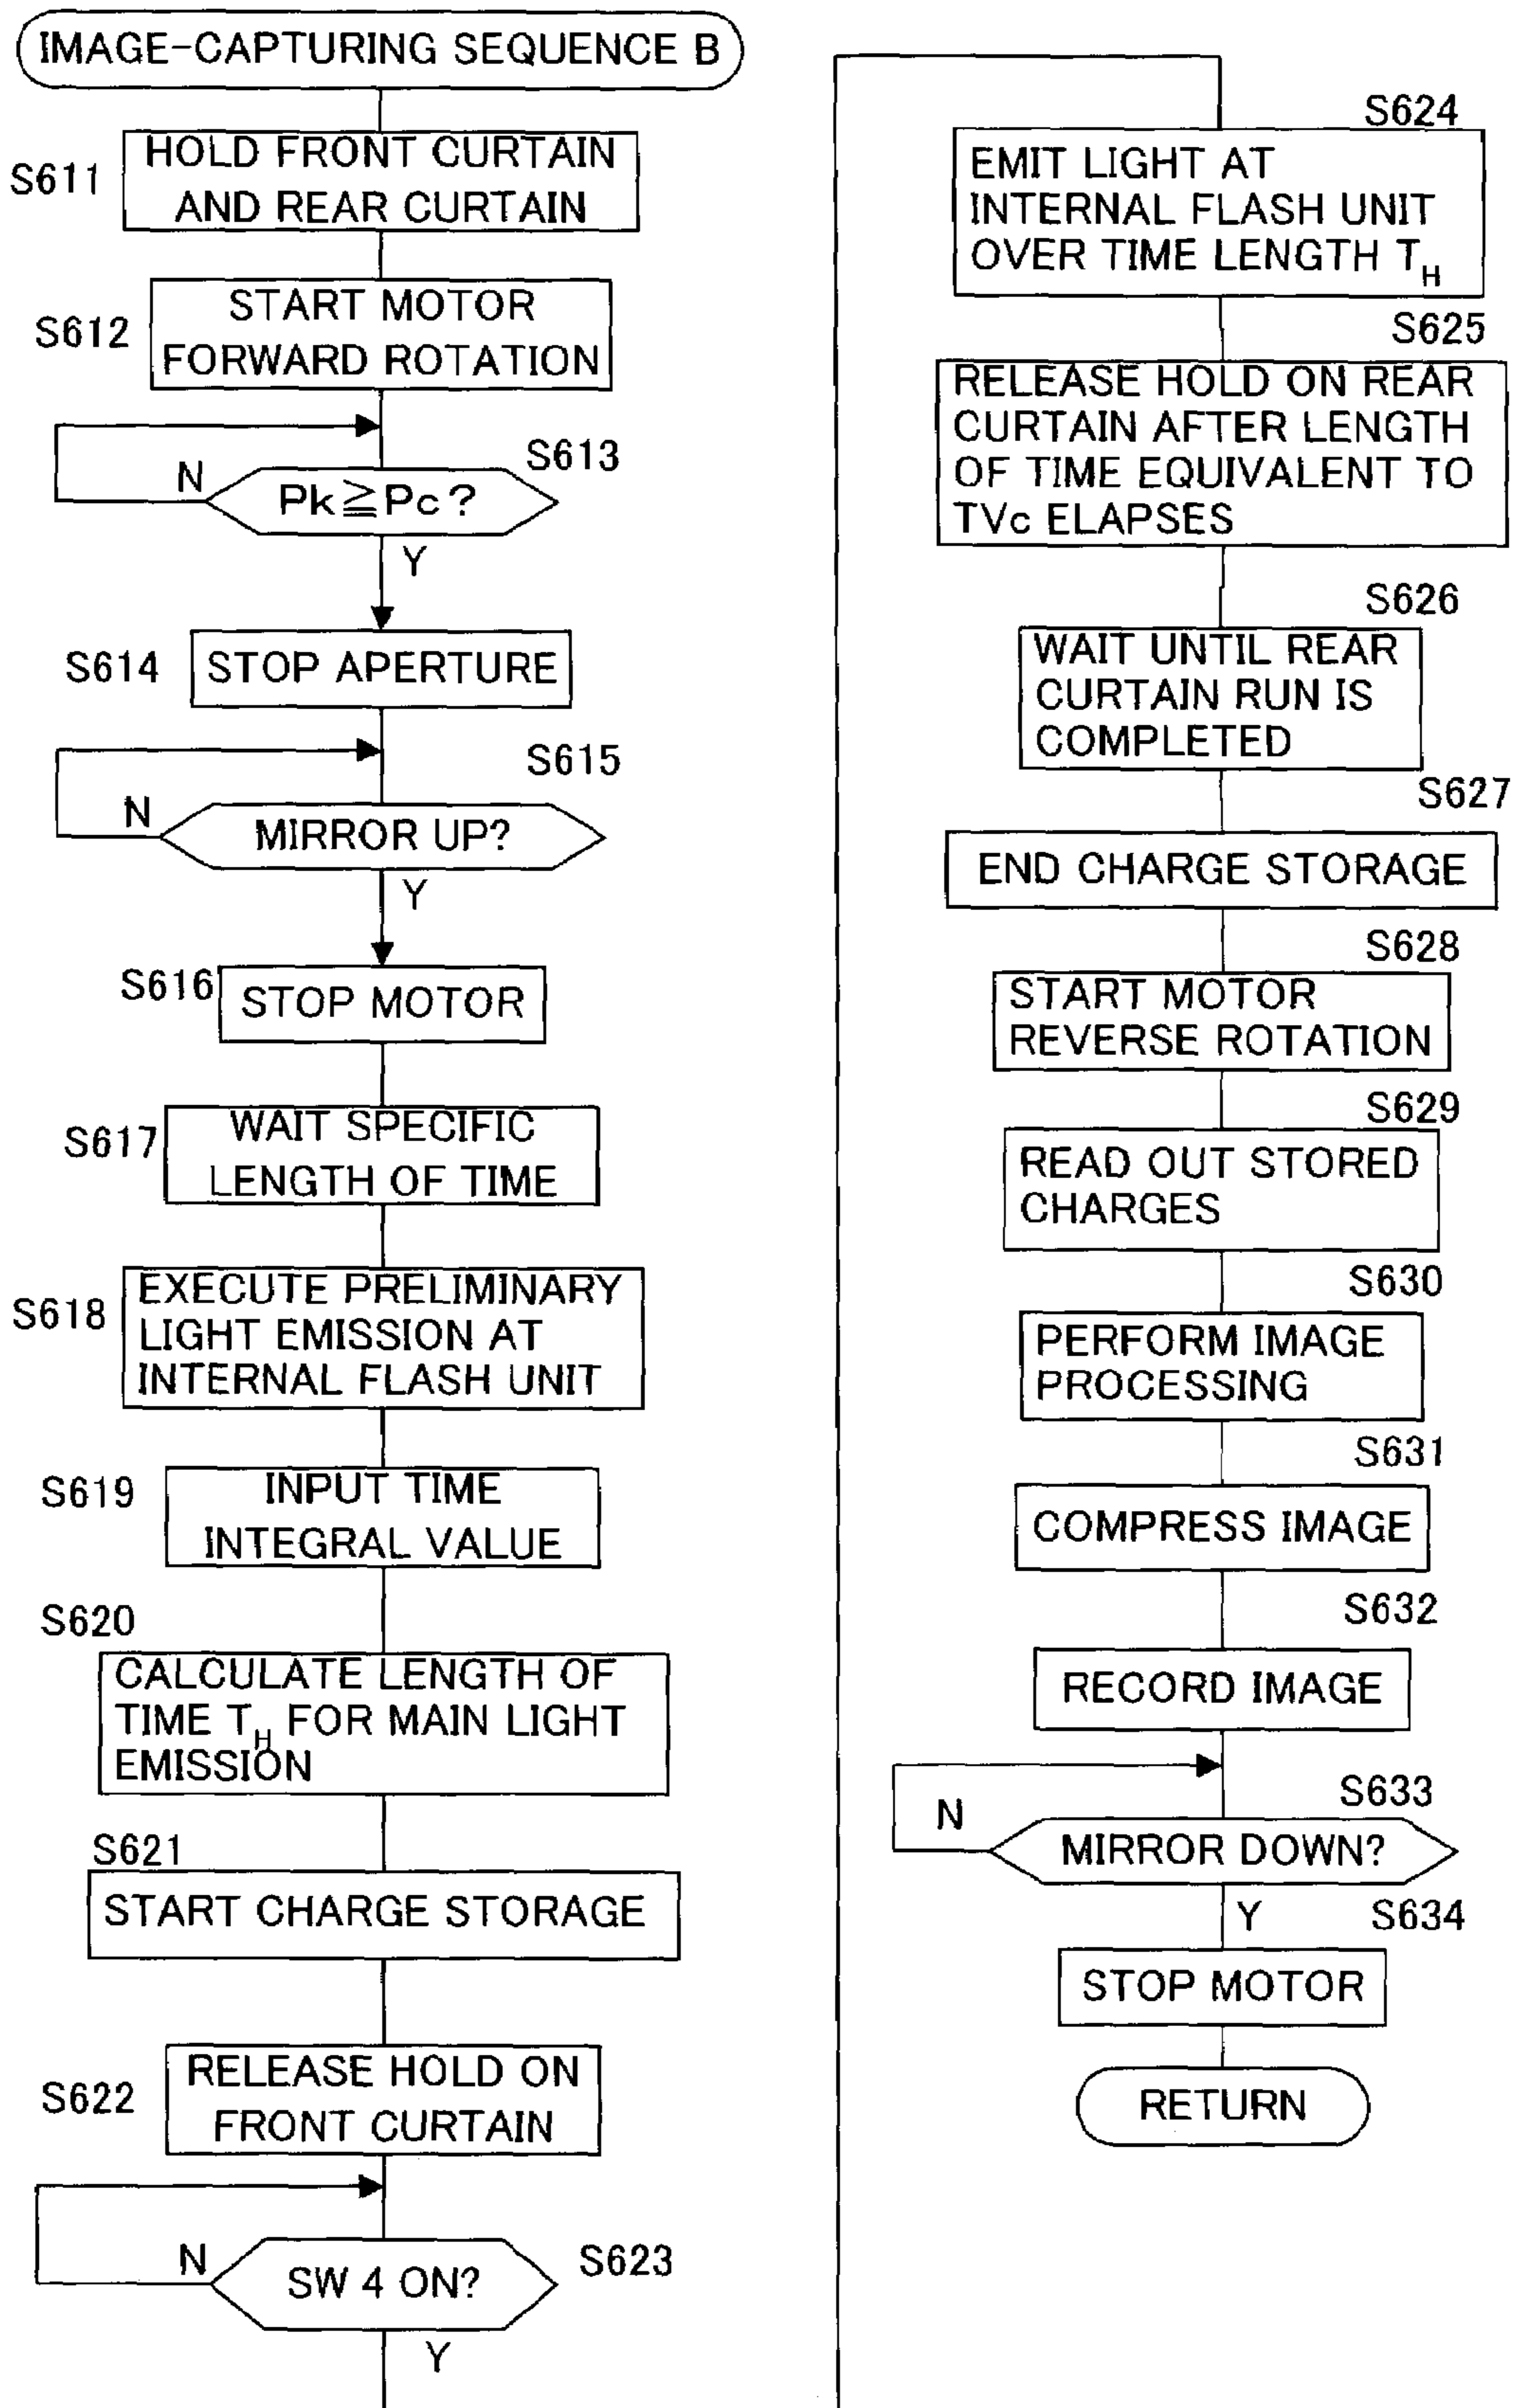 IMAGE-CAPTURING SEQUENCE B
S611
HOLD FRONT CURTAIN
AND REAR CURTAIN
S612
START MOTOR
FORWARD ROTATION
S613
N
Pk≧Pc?
Y
S614
STOP APERTURE
S615
N
MIRROR UP?
Y
S616
STOP MOTOR
S617
WAIT SPECIFIC
LENGTH OF TIME
S618
EXECUTE PRELIMINARY
LIGHT EMISSION AT
INTERNAL FLASH UNIT
S619
INPUT TIME
INTEGRAL VALUE
S620
CALCULATE LENGTH OF
TIME TH FOR MAIN LIGHT
EMISSION
S621
START CHARGE STORAGE
S622
RELEASE HOLD ON
FRONT CURTAIN
S623
N
SW 4 ON?
Y
S624
EMIT LIGHT AT
INTERNAL FLASH UNIT
OVER TIME LENGTH TH
S625
RELEASE HOLD ON REAR
CURTAIN AFTER LENGTH
OF TIME EQUIVALENT TO
TVc ELAPSES
S626
WAIT UNTIL REAR
CURTAIN RUN IS
COMPLETED
S627
END CHARGE STORAGE
S628
START MOTOR
REVERSE ROTATION
S629
READ OUT STORED
CHARGES
S630
PERFORM IMAGE
PROCESSING
S631
COMPRESS IMAGE
S632
RECORD IMAGE
S633
N
MIRROR DOWN?
Y
S634
STOP MOTOR
RETURN